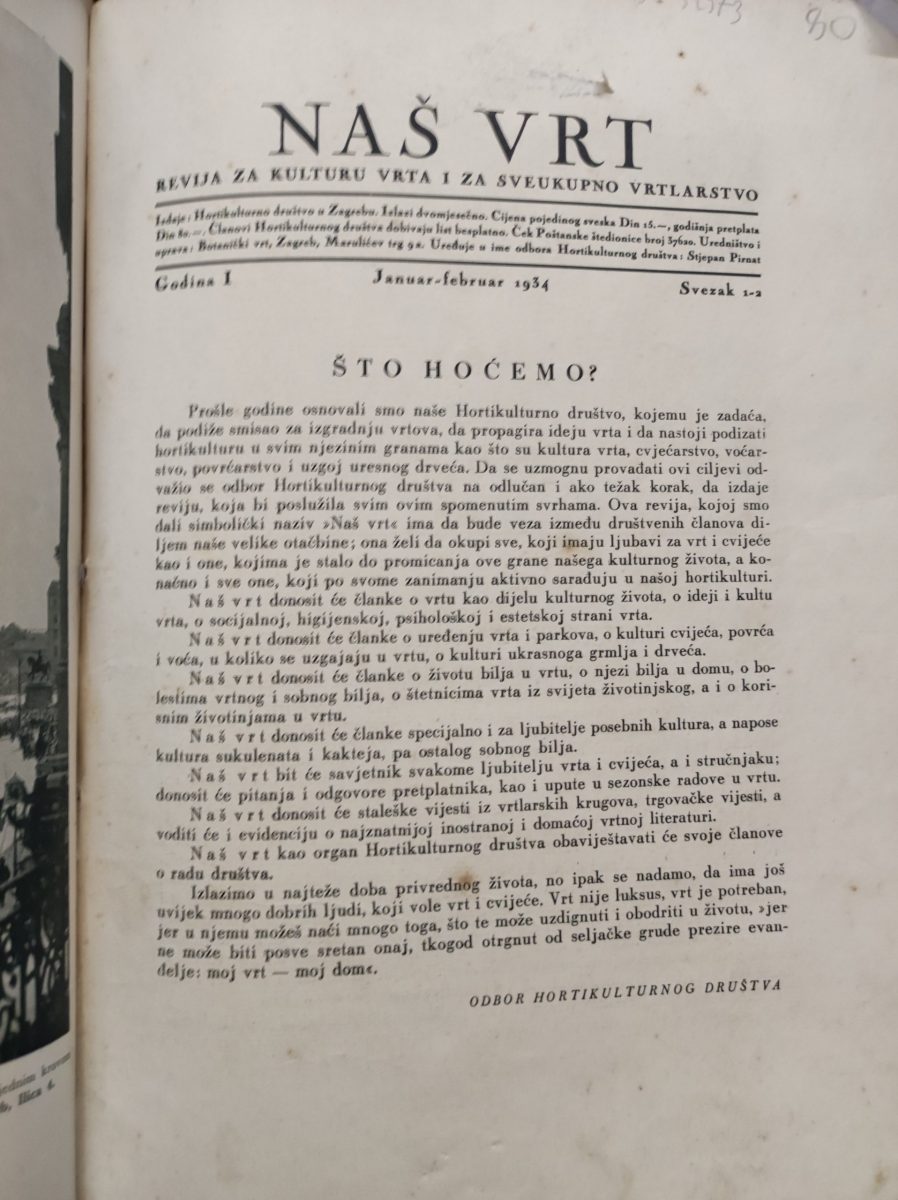 80
NAŠ VRT
REVIJA ZA KULTURU VRTA I ZA SVEUKUPNO VRTLARSTVO
Izdaje: Hortikulturno društvo u Zagrebu. Izlazi dvomjesečno. Cijena pojedinog sveska Din 15.—, godišnja pretplata
Din 80.—. Članovi Hortikulturnog društva dobivaju list besplatno. Ček Poštanske štedionice broj 37620. Uredništvo i
uprava: Botanički vrt, Zagreb, Marulićev trg 9a. Uređuje u ime odbora Hortikulturnog društva: Stjepan Pirnat
Godina I Januar-februar 1934 Svezak 1-2
ŠTO HOĆEMO?
Prošle godine osnovali smo naše Hortikulturno društvo, kojemu je zadaća,
da podiže smisao za izgradnju vrtova, da propagira ideju vrta i da nastoji podizati
hortikulturu u svim njezinim granama kao što su kultura vrta, cvjećarstvo, voćar-
stvo, povrćarstvo i uzgoj uresnog drveća. Da se uzmognu provađati ovi ciljevi od-
važio se odbor Hortikulturnog društva na odlučan i ako težak korak, da izdaje
reviju, koja bi poslužila svim ovim spomenutim svrhama. Ova revija, kojoj smo
dali simbolički naziv »Naš vrt« ima da bude veza između društvenih članova di-
ljem naše velike otačbine; ona želi da okupi sve, koji imaju ljubavi za vrt i cvijeće
kao i one, kojima je stalo do promicanja ove grane našega kulturnog života, a ko-
načno i sve one, koji po svome zanimanju aktivno sarađuju u našoj hortikulturi.
Naš vrt donosit će članke o vrtu kao dijelu kulturnog života, o ideji i kultu
vrta, o socijalnoj, higijenskoj, psihološkoj i estetskoj strani vrta.
Naš vrt donosit će članke o uređenju vrta i parkova, o kulturi cvijeća, povrća
i voća, u koliko se uzgajaju u vrtu, o kulturi ukrasnoga grmlja i drveća.
Naš vrt donosit će članke o životu bilja u vrtu, o njezi bilja u domu, o bo-
lestima vrtnog i sobnog bilja, o štetnicima vrta iz svijeta životinjskog, a i o kori-
snim životinjama u vrtu.
Naš vrt donosit će članke specijalno i za ljubitelje posebnih kultura, a napose
kultura sukulenata i kakteja, pa ostalog sobnog bilja.
Naš vrt bit će savjetnik svakome ljubitelju vrta i cvijeća, a i stručnjaku;
donosit će pitanja i odgovore pretplatnika, kao i upute u sezonske radove u vrtu.
Naš vrt donosit će staleške vijesti iz vrtlarskih krugova, trgovačke vijesti, a
voditi će i evidenciju o najznatnijoj inostranoj i domaćoj vrtnoj literaturi.
Naš vrt kao organ Hortikulturnog društva obaviještavati će svoje članove
o radu društva.
Izlazimo u najteže doba privrednog života, no ipak se nadamo, da ima još
uvijek mnogo dobrih ljudi, koji vole vrt i cvijeće. Vrt nije luksus, vrt je potreban,
jer u njemu možeš naći mnogo toga, što te može uzdignuti i obodriti u životu, »jer
ne može biti posve sretan onaj, tkogod otrgnut od seljačke grude prezire evan-
đelje: moj vrt — moj dom«.
ODBOR HORTIKULTURNOG DRUŠTVA
jednim
Ilica 4.